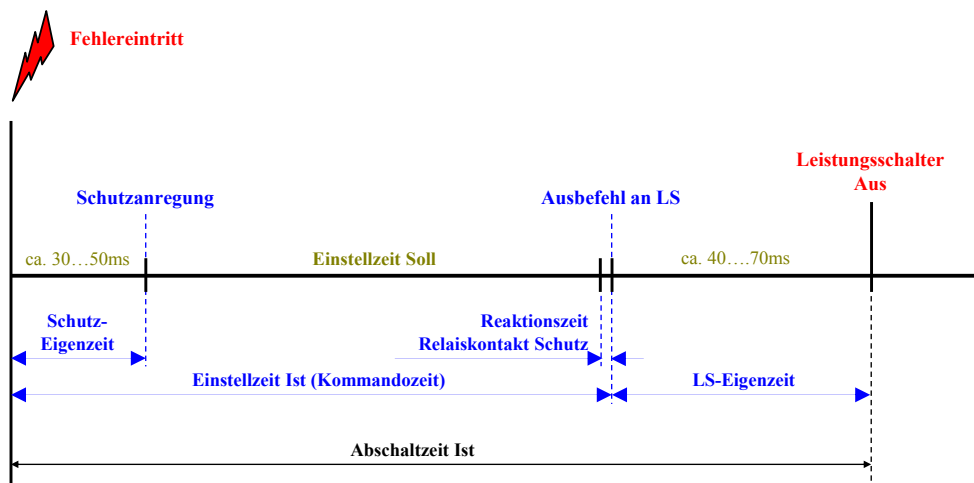 Fehlereintritt
Leistungsschalter
Aus
Schutzanregung
Ausbefehl an LS
ca. 30…50ms
Einstellzeit Soll
ca. 40….70ms
Schutz-
Eigenzeit
Reaktionszeit
Relaiskontakt Schutz
Einstellzeit Ist (Kommandozeit)
LS-Eigenzeit
Abschaltzeit Ist